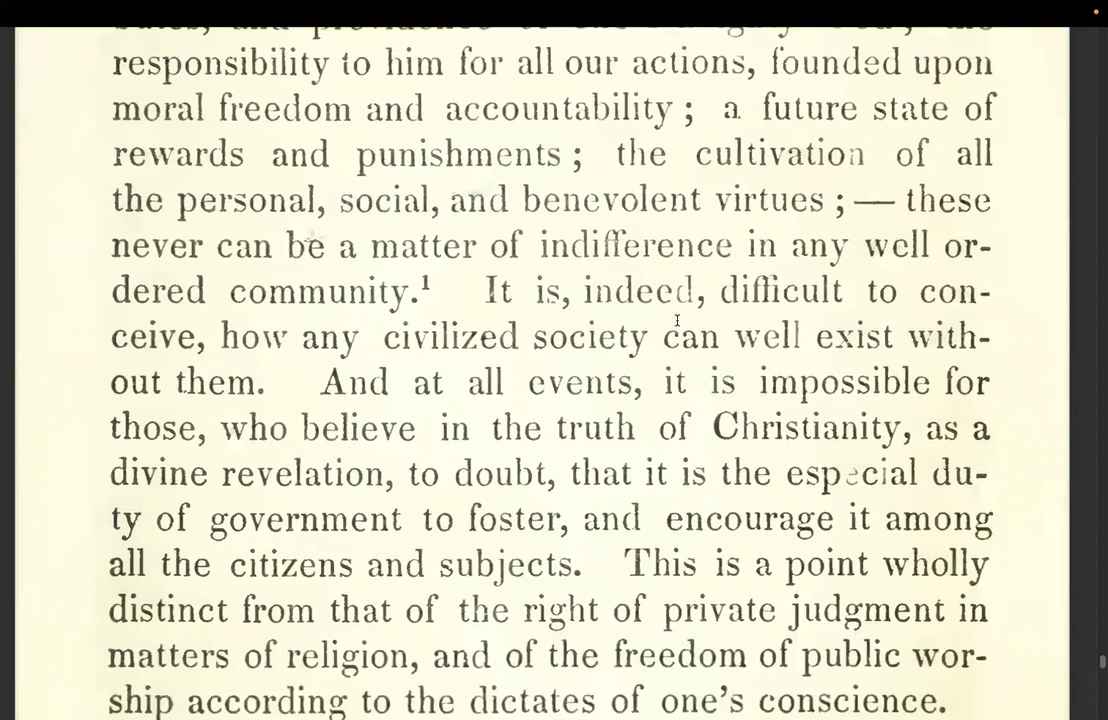 responsibility to him for all our actions, founded upon
moral freedom and accountability ; a future state of
rewards and punishments ; the cultivation of all
the personal, social, and benevolent virtues ; — these
never can be a matter of indifference in any well or-
dered community.¹ It is, indeed, difficult to con-
ceive, how any civilized society can well exist with-
out them. And at all events, it is impossible for
those, who believe in the truth of Christianity, as a
divine revelation, to doubt, that it is the especial du-
ty of government to foster, and encourage it among
all the citizens and subjects. This is a point wholly
distinct from that of the right of private judgment in
matters of religion, and of the freedom of public wor-
ship according to the dictates of one's conscience.